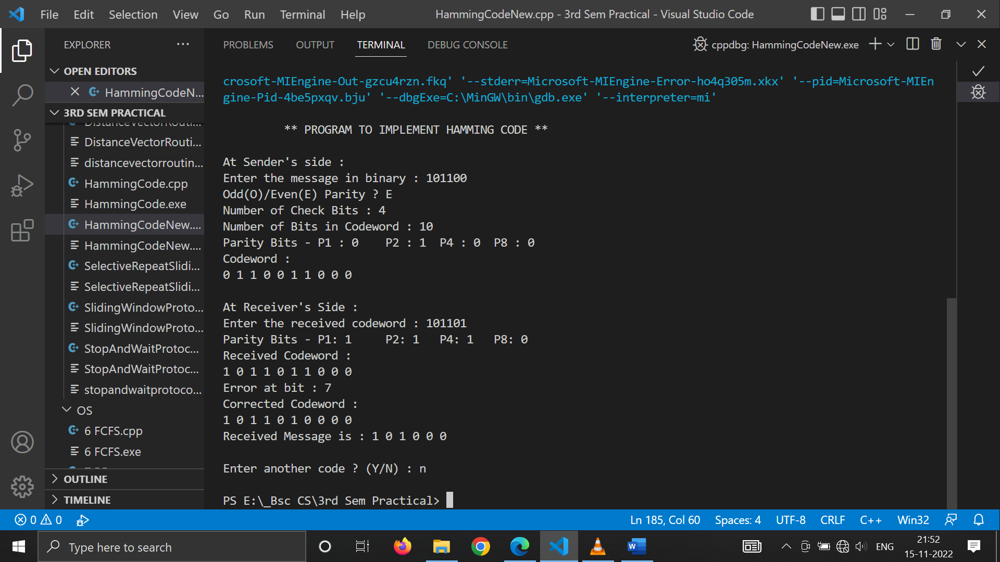 File Edit Selection View Go Run Terminal Help HammingCodeNew.cpp - 3rd Sem Practical - Visual Studio Code
EXPLORER ···
OPEN EDITORS
HammingCodeN...
3RD SEM PRACTICAL
DistanceVectorRouti...
DistanceVectorRouti...
distancevectorroutin...
HammingCode.cpp
HammingCode.exe
HammingCodeNew....
HammingCodeNew....
SelectiveRepeatSlidi...
SelectiveRepeatSlidi...
SlidingWindowProto...
SlidingWindowProto...
StopAndWaitProtoc...
StopAndWaitProtoc...
stopandwaitprotoco...
OS
6 FCFS.cpp
6 FCFS.exe
OUTLINE
TIMELINE
PROBLEMS OUTPUT TERMINAL DEBUG CONSOLE cppdbg: HammingCodeNew.exe
crosoft-MIEngine-Out-gzcu4rzn.fkq' '--stderr=Microsoft-MIEngine-Error-ho4q305m.xkx' '--pid=Microsoft-MIEn
gine-Pid-4be5pxqv.bju' '--dbgExe=C:\MinGW\bin\gdb.exe' '--interpreter=mi'
** PROGRAM TO IMPLEMENT HAMMING CODE **
At Sender's side :
Enter the message in binary : 101100
Odd(O)/Even(E) Parity ? E
Number of Check Bits : 4
Number of Bits in Codeword : 10
Parity Bits - P1 : 0 P2 : 1 P4 : 0 P8 : 0
Codeword :
0 1 1 0 0 1 1 0 0 0
At Receiver's Side :
Enter the received codeword : 101101
Parity Bits - P1: 1 P2: 1 P4: 1 P8: 0
Received Codeword :
1 0 1 1 0 1 1 0 0 0
Error at bit : 7
Corrected Codeword :
1 0 1 1 0 1 0 0 0 0
Received Message is : 1 0 1 0 0 0
Enter another code ? (Y/N) : n
PS E:\_Bsc CS\3rd Sem Practical>
0 0 Ln 185, Col 60 Spaces: 4 UTF-8 CRLF C++ Win32
Type here to search ENG 21:52
15-11-2022